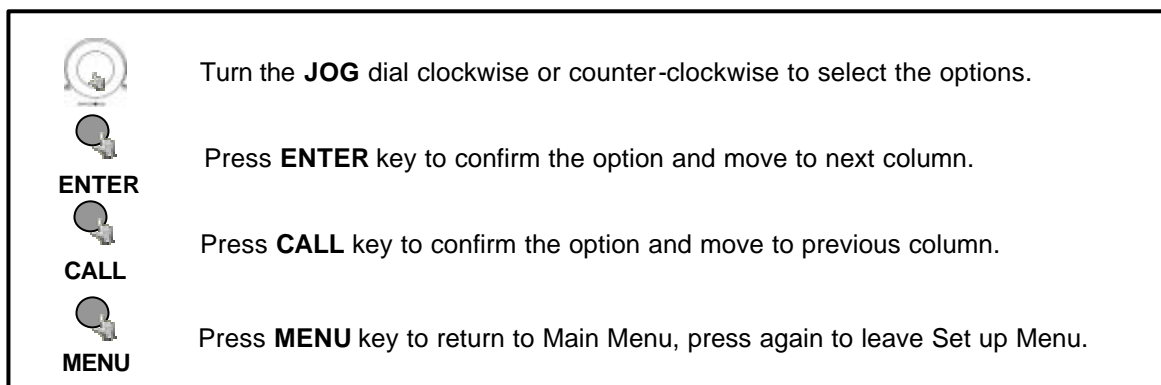 Turn the JOG dial clockwise or counter-clockwise to select the options.
Press ENTER key to confirm the option and move to next column.
ENTER
Press CALL key to confirm the option and move to previous column.
CALL
Press MENU key to return to Main Menu, press again to leave Set up Menu.
MENU